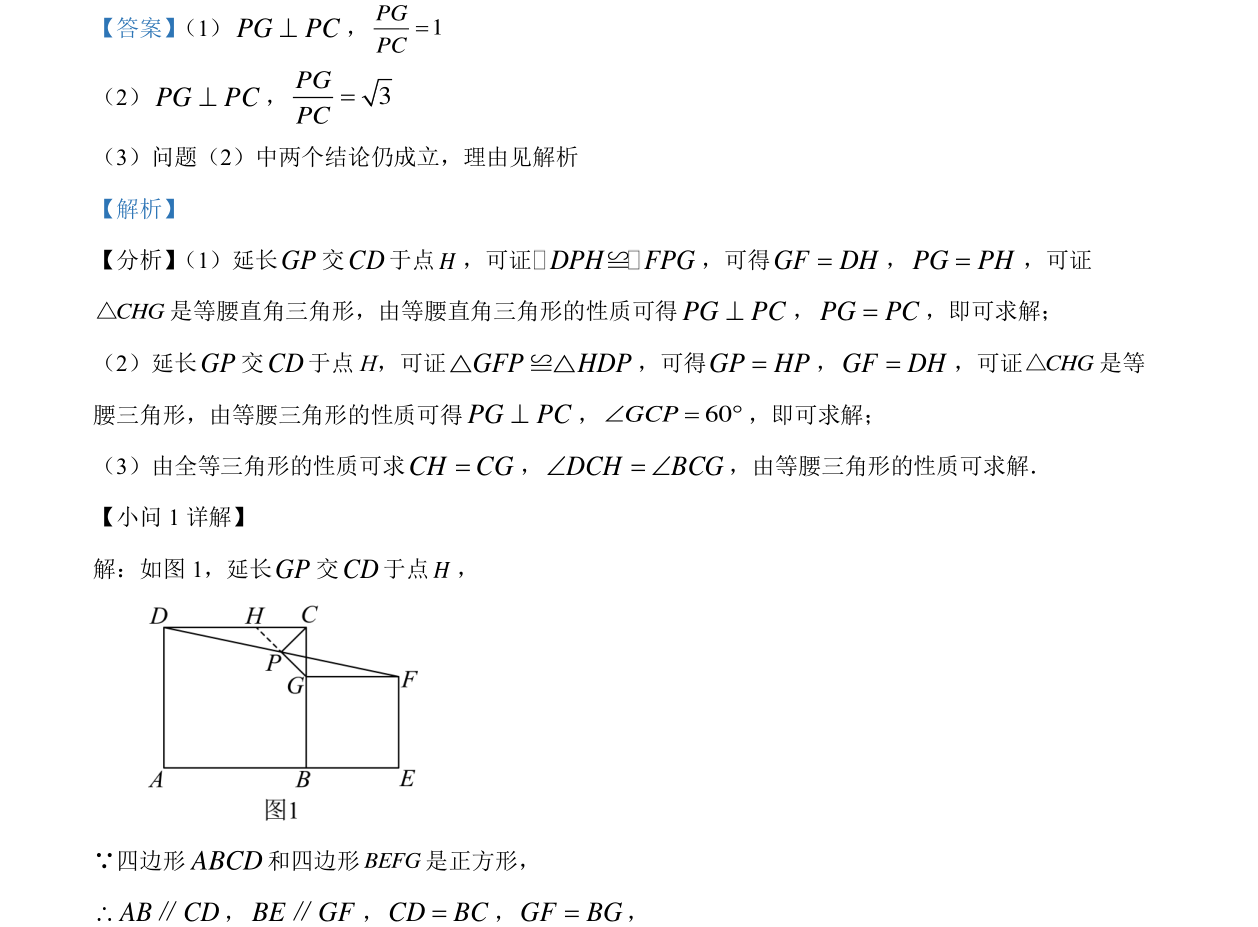 【答案】（1）PG⊥PC，PG/PC=1
（2）PG⊥PC，PG/PC=√3
（3）问题（2）中两个结论仍成立，理由见解析
【解析】
【分析】（1）延长GP交CD于点H，可证□DPH≌□FPG，可得GF=DH，PG=PH，可证
△CHG是等腰直角三角形，由等腰直角三角形的性质可得PG⊥PC，PG=PC，即可求解；
（2）延长GP交CD于点H，可证△GFP≌△HDP，可得GP=HP，GF=DH，可证△CHG是等
腰三角形，由等腰三角形的性质可得PG⊥PC，∠GCP=60°，即可求解；
（3）由全等三角形的性质可求CH=CG，∠DCH=∠BCG，由等腰三角形的性质可求解．
【小问1详解】
解：如图1，延长GP交CD于点H，
D H C
P
G F
A B E
图1
∵四边形ABCD和四边形BEFG是正方形，
∴AB∥CD，BE∥GF，CD=BC，GF=BG，